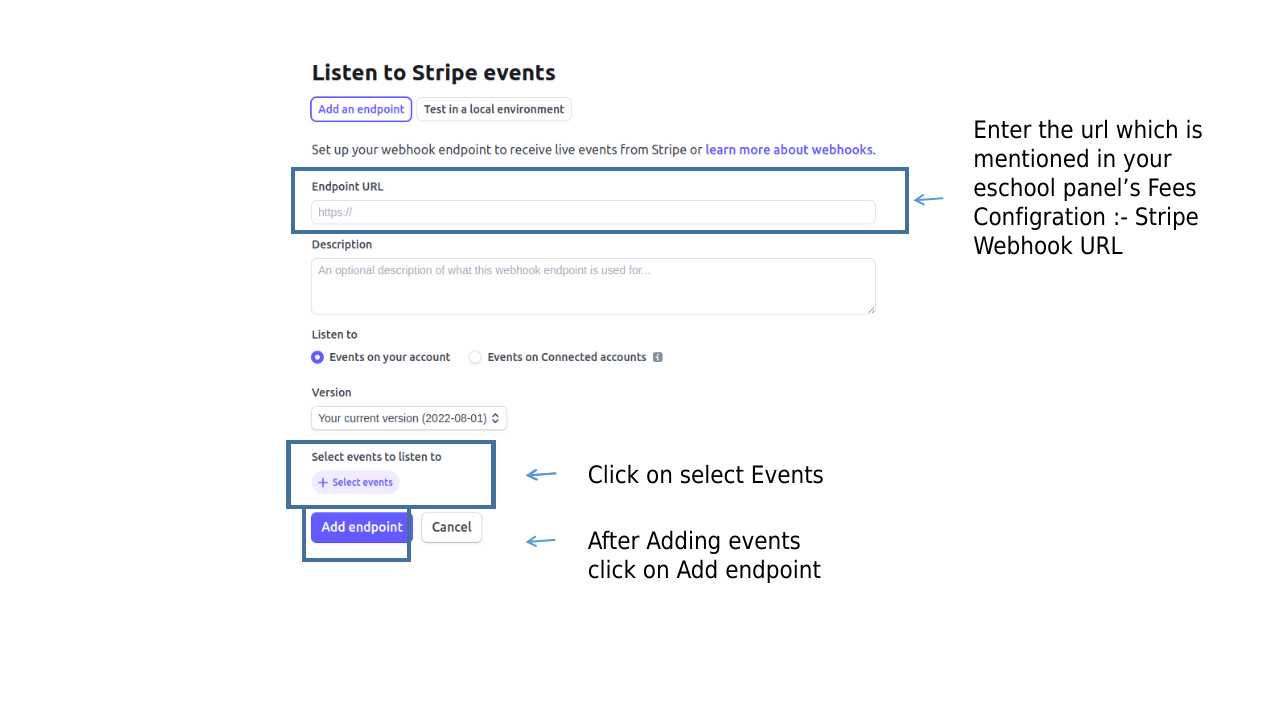 Listen to Stripe events
Add an endpoint
Test in a local environment
Set up your webhook endpoint to receive live events from Stripe or learn more about webhooks.
Endpoint URL
https://
Description
An optional description of what this webhook endpoint is used for...
Listen to
Events on your account
Events on Connected accounts
Version
Your current version (2022-08-01)
Select events to listen to
+ Select events
Add endpoint
Cancel
Enter the url which is
mentioned in your
eschool panel’s Fees
Configration :- Stripe
Webhook URL
Click on select Events
After Adding events
click on Add endpoint